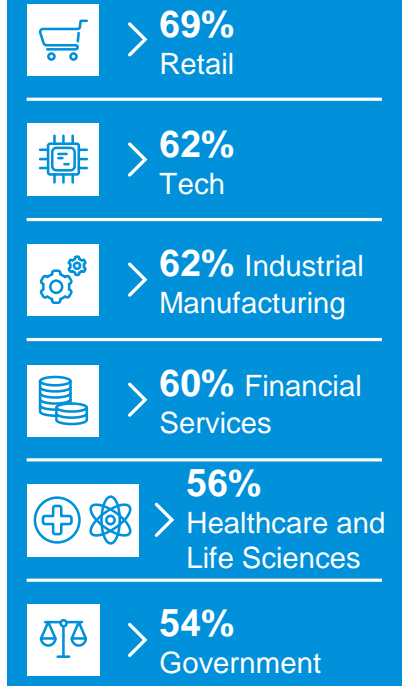 69%
Retail
62%
Tech
62% Industrial
Manufacturing
60% Financial
Services
56%
Healthcare and
Life Sciences
54%
Government